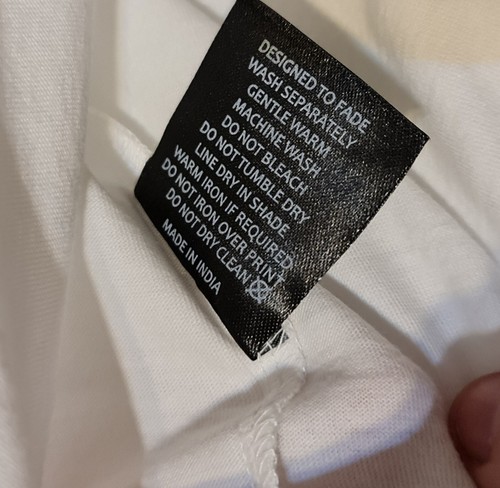 DESIGNED TO FADE
WASH SEPARATELY
GENTLE WARM
MACHINE WASH
DO NOT BLEACH
DO NOT TUMBLE DRY
LINE DRY IN SHADE
WARM IRON IF REQUIRED
DO NOT IRON OVER PRINT
DO NOT DRY CLEAN
MADE IN INDIA